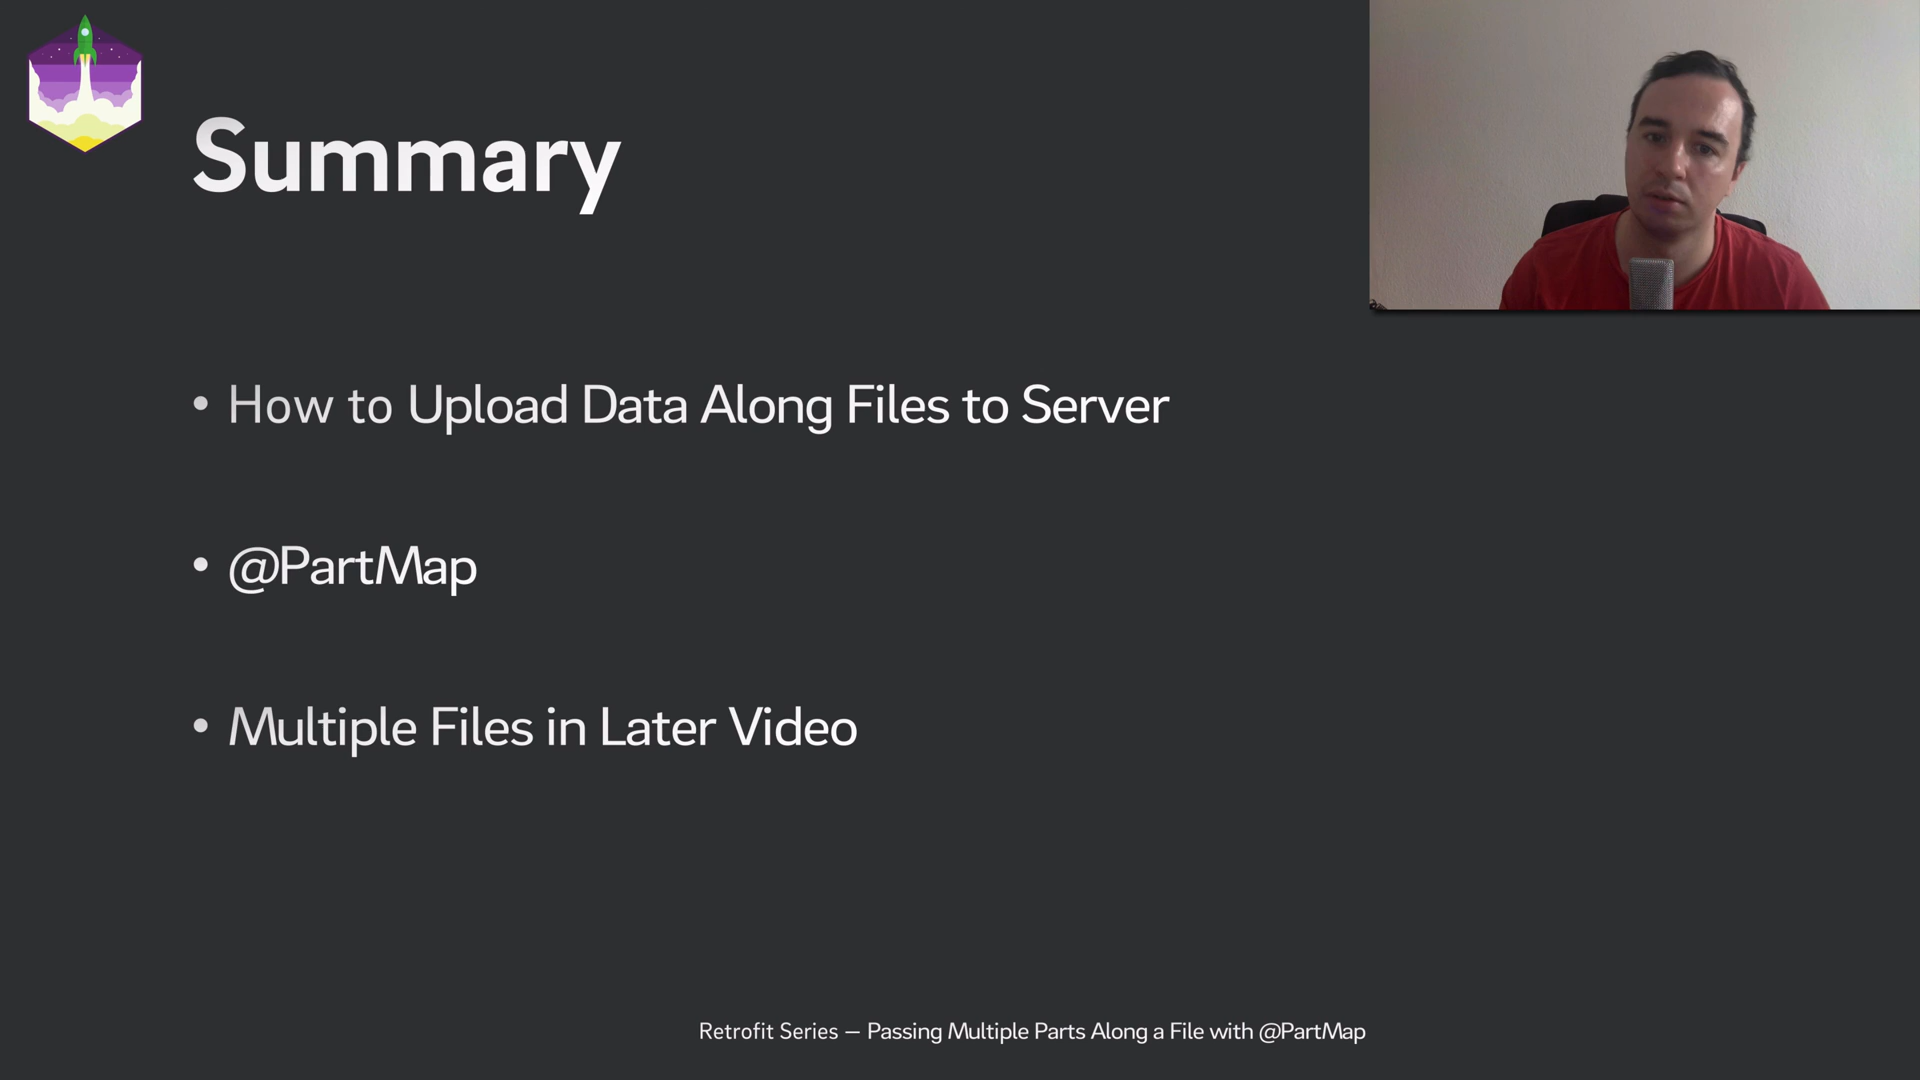 Summary
• How to Upload Data Along Files to Server
• @PartMap
• Multiple Files in Later Video
Retrofit Series — Passing Multiple Parts Along a File with @PartMap